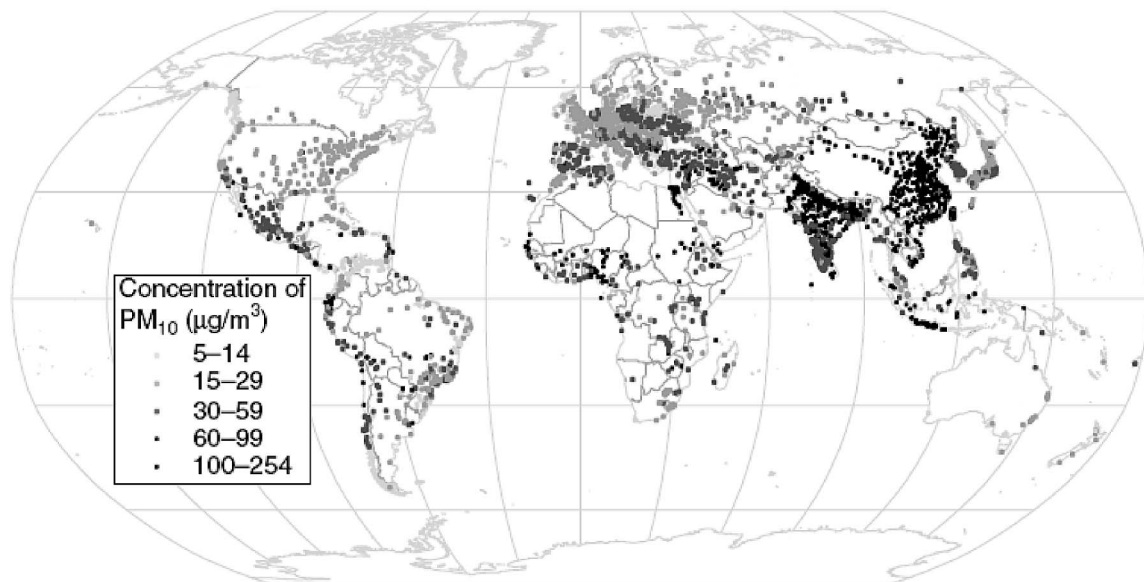 Concentration of
PM₁₀ (μg/m³)
5–14
15–29
30–59
60–99
100–254